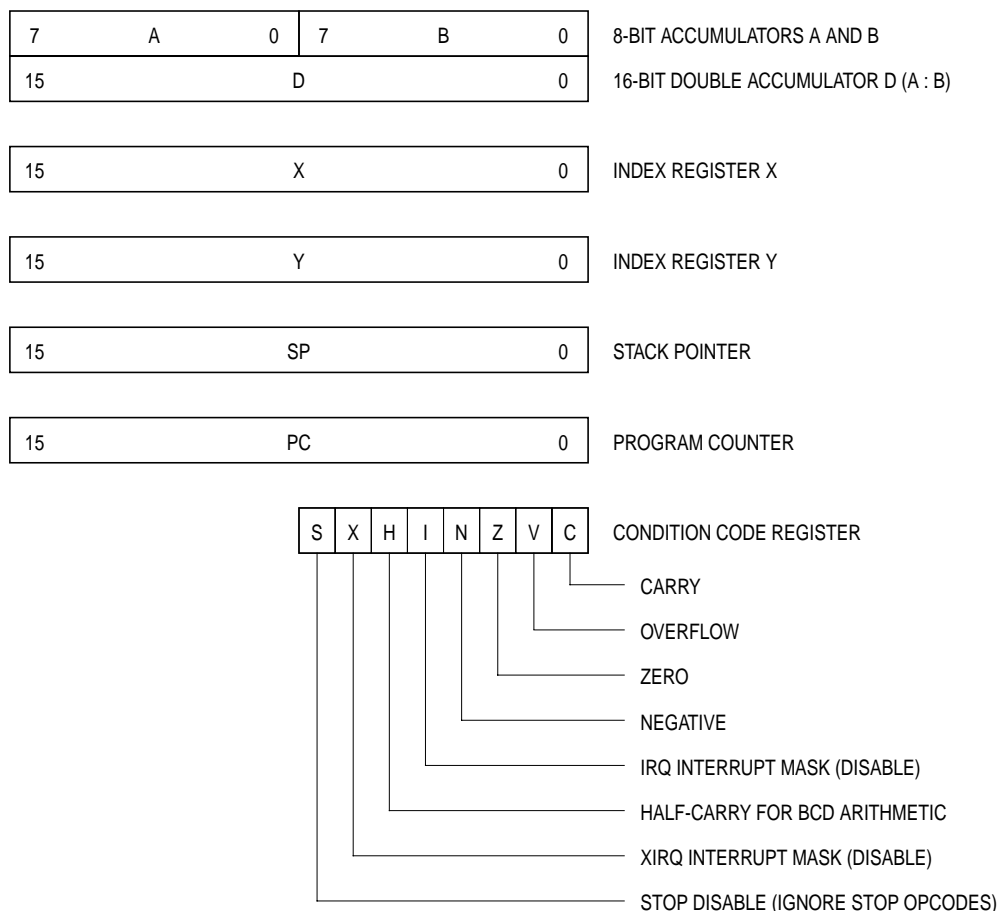 7 A 0 7 B 0 8-BIT ACCUMULATORS A AND B
15 D 0 16-BIT DOUBLE ACCUMULATOR D (A : B)
15 X 0 INDEX REGISTER X
15 Y 0 INDEX REGISTER Y
15 SP 0 STACK POINTER
15 PC 0 PROGRAM COUNTER
S X H I N Z V C CONDITION CODE REGISTER
CARRY
OVERFLOW
ZERO
NEGATIVE
IRQ INTERRUPT MASK (DISABLE)
HALF-CARRY FOR BCD ARITHMETIC
XIRQ INTERRUPT MASK (DISABLE)
STOP DISABLE (IGNORE STOP OPCODES)